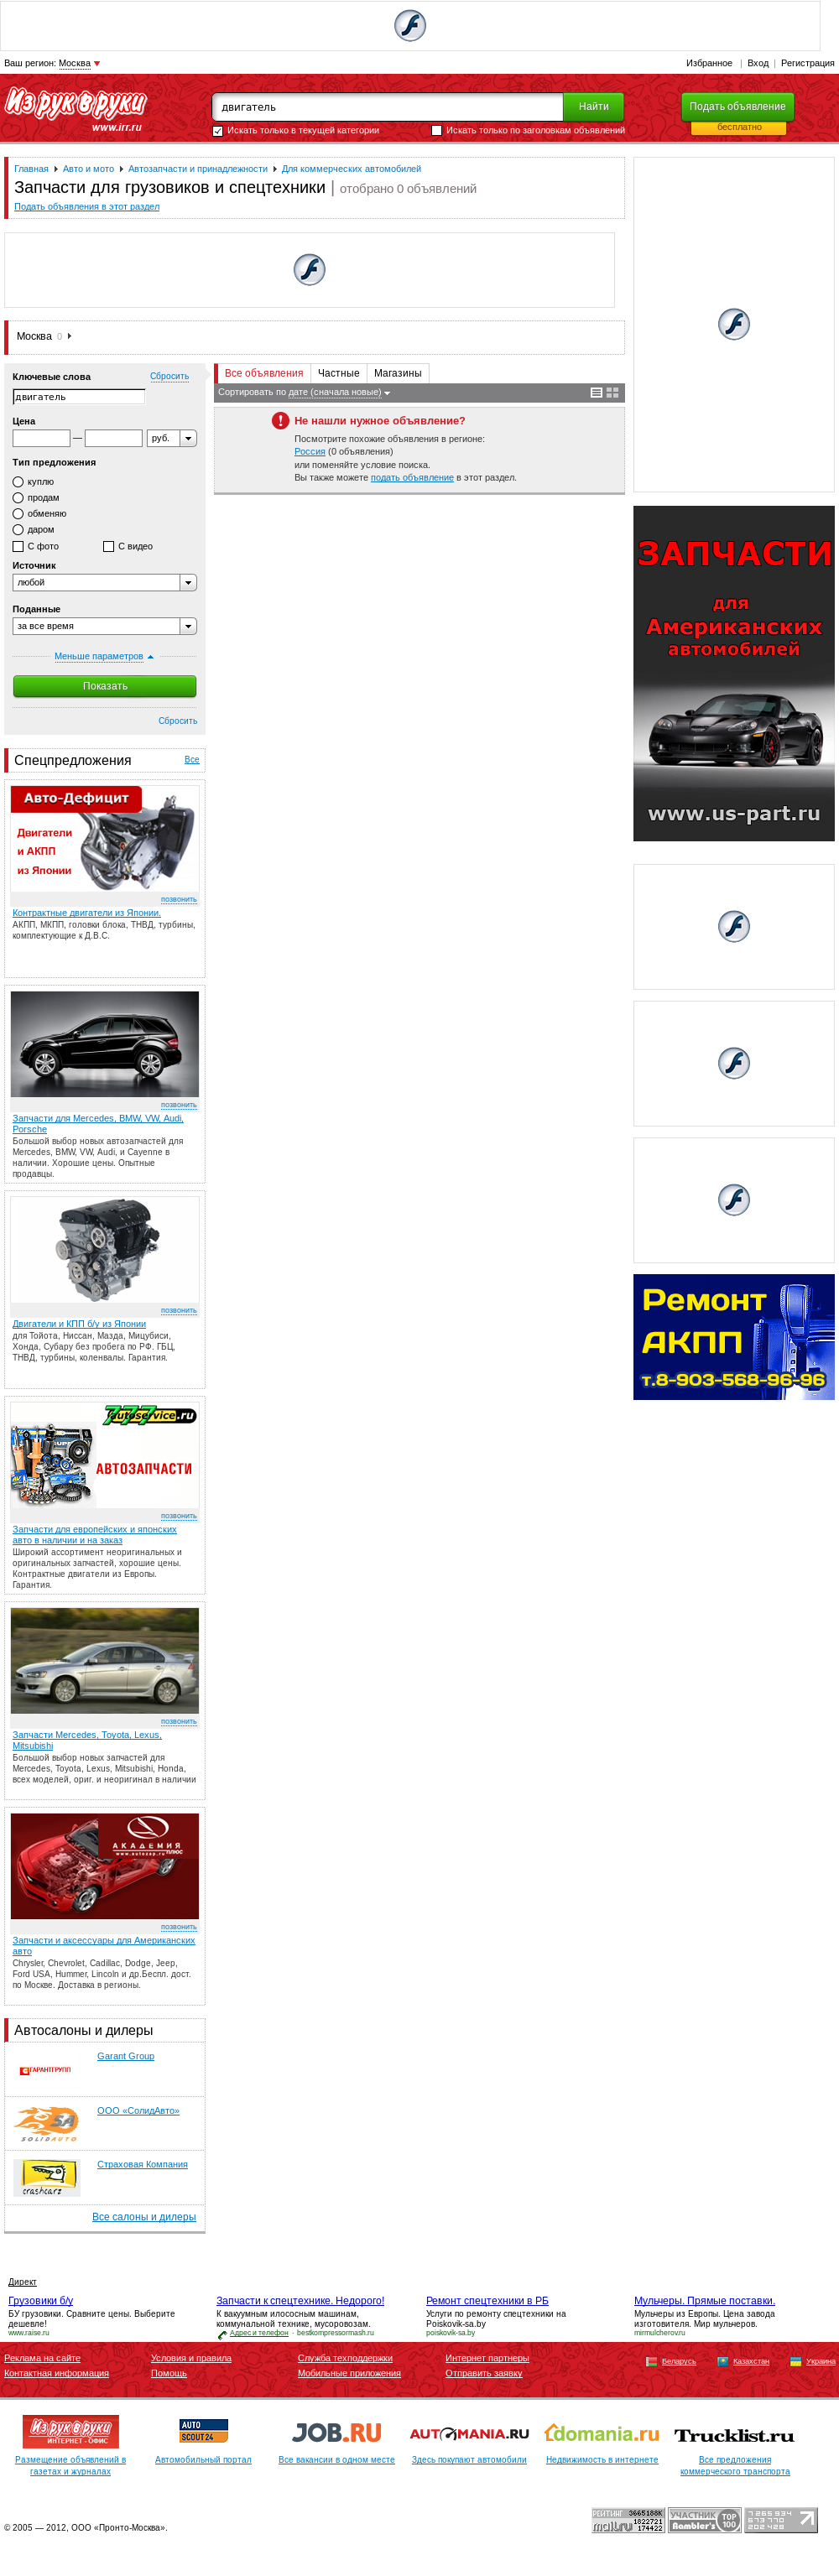 Ваш регион: Москва
Избранное | Вход | Регистрация
Из рук в руки
www.irr.ru
двигатель
Найти
Подать объявление
бесплатно
Искать только в текущей категории
Искать только по заголовкам объявлений
Главная Авто и мото Автозапчасти и принадлежности Для коммерческих автомобилей
Запчасти для грузовиков и спецтехники | отобрано 0 объявлений
Подать объявления в этот раздел
Москва 0
Ключевые слова
Сбросить
двигатель
Цена
— руб.
Тип предложения
куплю
продам
обменяю
даром
С фото С видео
Источник
любой
Поданные
за все время
Меньше параметров
Показать
Сбросить
Все объявления Частные Магазины
Сортировать по дате (сначала новые)
Не нашли нужное объявление?
Посмотрите похожие объявления в регионе:
Россия (0 объявления)
или поменяйте условие поиска.
Вы также можете подать объявление в этот раздел.
ЗАПЧАСТИ
для
Американских
автомобилей
www.us-part.ru
Ремонт
АКПП
т.8-903-568-96-96
Спецпредложения
Все
Авто-Дефицит
Двигатели
и АКПП
из Японии
позвонить
Контрактные двигатели из Японии.
АКПП, МКПП, головки блока, ТНВД, турбины,
комплектующие к Д.В.С.
позвонить
Запчасти для Mercedes, BMW, VW, Audi,
Porsche
Большой выбор новых автозапчастей для
Mercedes, BMW, VW, Audi, и Cayenne в
наличии. Хорошие цены. Опытные
продавцы.
позвонить
Двигатели и КПП б/у из Японии
для Тойота, Ниссан, Мазда, Мицубиси,
Хонда, Субару без пробега по РФ. ГБЦ,
ТНВД, турбины, коленвалы. Гарантия.
777
autoservice.ru
АВТОЗАПЧАСТИ
позвонить
Запчасти для европейских и японских
авто в наличии и на заказ
Широкий ассортимент неоригинальных и
оригинальных запчастей, хорошие цены.
Контрактные двигатели из Европы.
Гарантия.
позвонить
Запчасти Mercedes, Toyota, Lexus,
Mitsubishi
Большой выбор новых запчастей для
Mercedes, Toyota, Lexus, Mitsubishi, Honda,
всех моделей, ориг. и неоригинал в наличии
АКАДЕМИЯ
ПЛЮС
www.autozap.ru
позвонить
Запчасти и аксессуары для Американских
авто
Chrysler, Chevrolet, Cadillac, Dodge, Jeep,
Ford USA, Hummer, Lincoln и др.Беспл. дост.
по Москве. Доставка в регионы.
Автосалоны и дилеры
ГАРАНТГРУПП
Garant Group
SA
SOLIDAUTO
ООО «СолидАвто»
crashcarz
Страховая Компания
Все салоны и дилеры
Директ
Грузовики б/у
БУ грузовики. Сравните цены. Выберите
дешевле!
www.raise.ru
Запчасти к спецтехнике. Недорого!
К вакуумным илососным машинам,
коммунальной технике, мусоровозам.
Адрес и телефон · bestkompressormash.ru
Ремонт спецтехники в РБ
Услуги по ремонту спецтехники на
Poiskovik-sa.by
poiskovik-sa.by
Мульчеры. Прямые поставки.
Мульчеры из Европы. Цена завода
изготовителя. Мир мульчеров.
mirmulcherov.ru
Реклама на сайте
Контактная информация
Условия и правила
Помощь
Служба техподдержки
Мобильные приложения
Интернет партнеры
Отправить заявку
Беларусь Казахстан Украина
Из рук в руки
ИНТЕРНЕТ - ОФИС
Размещение объявлений в
газетах и журналах
AUTO
SCOUT24
Автомобильный портал
JOB.RU
Все вакансии в одном месте
AUTOMANIA.RU
Здесь покупают автомобили
domania.ru
Недвижимость в интернете
Trucklist.ru
Все предложения
коммерческого транспорта
© 2005 — 2012, ООО «Пронто-Москва».
РЕЙТИНГ 3665188K
mail.ru 1822721
174422
УЧАСТНИК
Rambler's
TOP
100
7 265 934
673 770
202 428